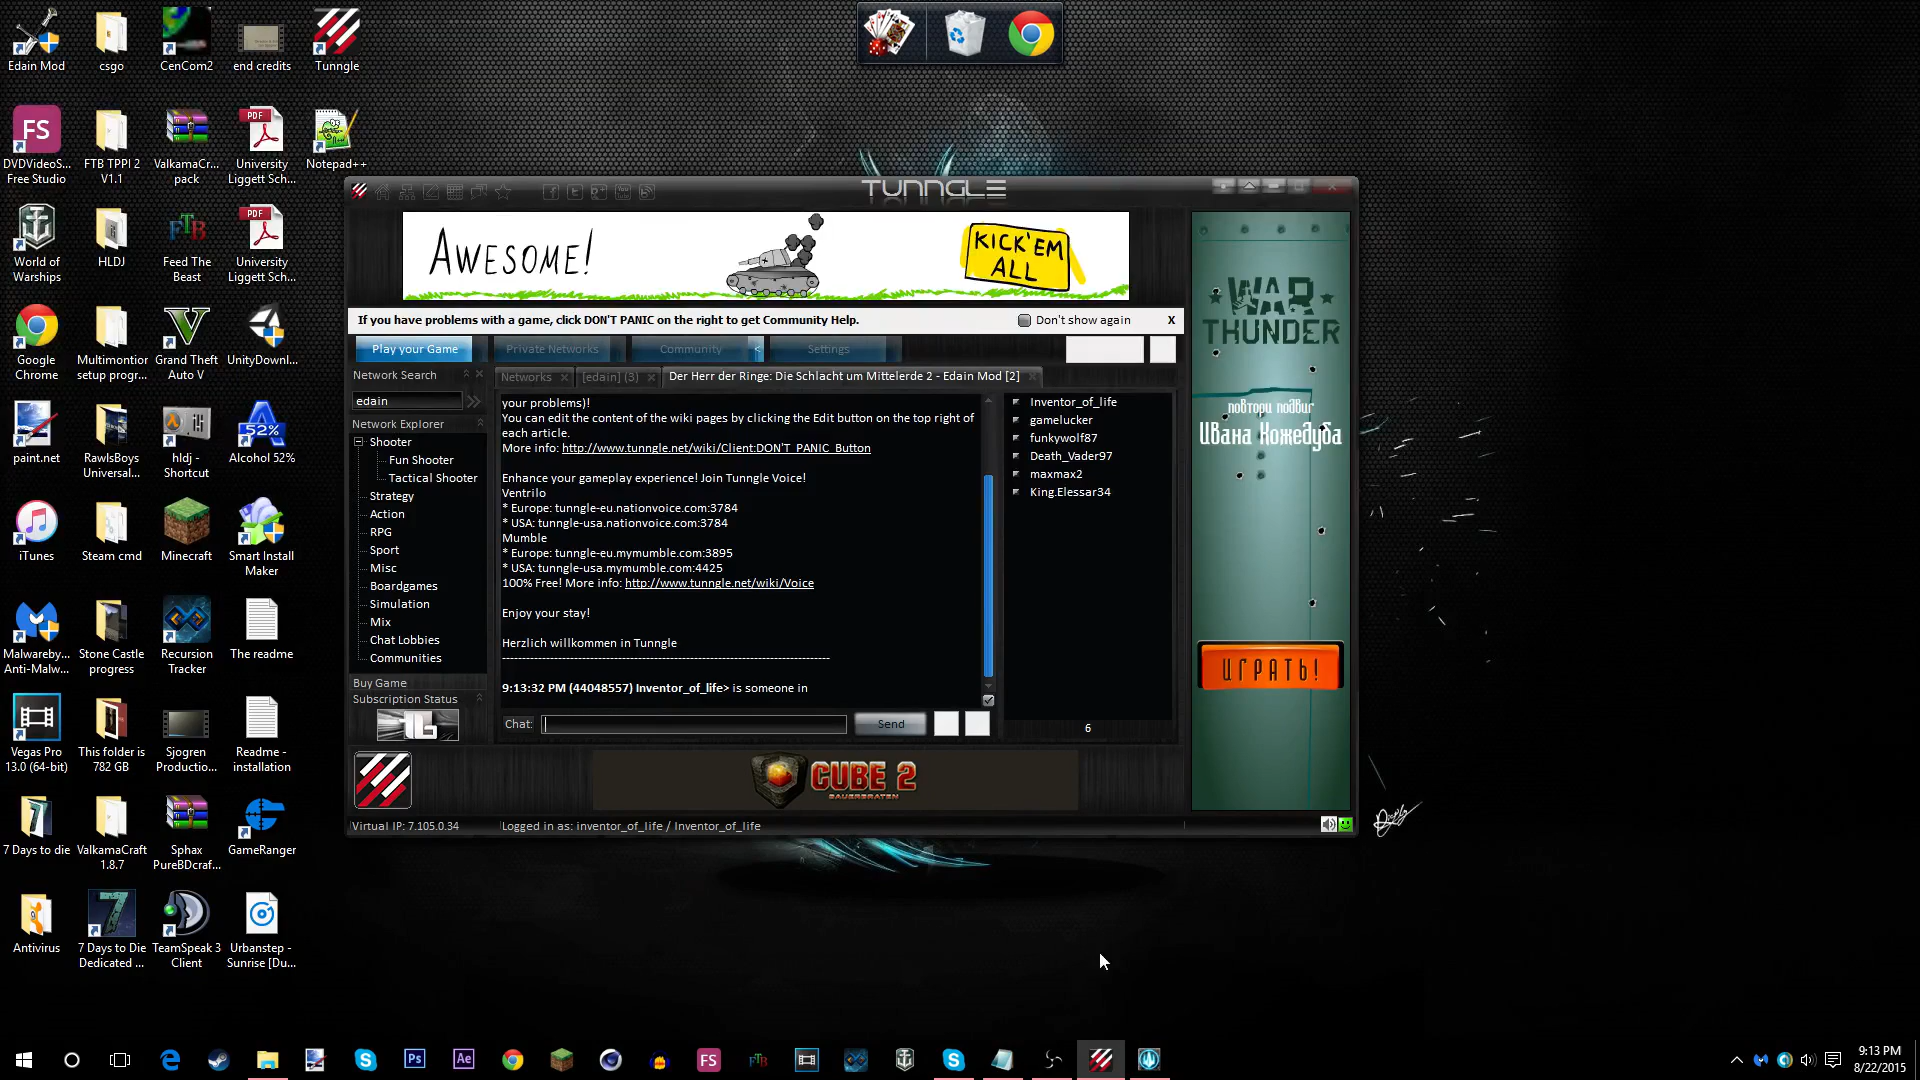 Edain Mod
csgo
CenCom2
end credits
Tunngle
DVDVideoS... Free Studio
FTB TPPI 2 V1.1
ValkamaCr... pack
University Liggett Sch...
Notepad++
World of Warships
HLDJ
Feed The Beast
University Liggett Sch...
Google Chrome
Multimontior setup progr...
Grand Theft Auto V
UnityDownl...
paint.net
RawlsBoys Universal...
hldj - Shortcut
Alcohol 52%
iTunes
Steam cmd
Minecraft
Smart Install Maker
Malwareby... Anti-Malw...
Stone Castle progress
Recursion Tracker
The readme
Vegas Pro 13.0 (64-bit)
This folder is 782 GB
Sjogren Productio...
Readme - installation
7 Days to die
ValkamaCraft 1.8.7
Sphax PureBDcraf...
GameRanger
Antivirus
7 Days to Die Dedicated ...
TeamSpeak 3 Client
Urbanstep - Sunrise [Du...
TUNNGLE
AWESOME!
KICK'EM ALL
If you have problems with a game, click DON'T PANIC on the right to get Community Help.
Don't show again
X
Play your Game
Private Networks
Community
<
Settings
Network Search
Networks
[edain] (3)
Der Herr der Ringe: Die Schlacht um Mittelerde 2 - Edain Mod [2]
edain
Network Explorer
Shooter
Fun Shooter
Tactical Shooter
Strategy
Action
RPG
Sport
Misc
Boardgames
Simulation
Mix
Chat Lobbies
Communities
Buy Game
Subscription Status
your problems)!
You can edit the content of the wiki pages by clicking the Edit button on the top right of
each article.
More info: http://www.tunngle.net/wiki/Client:DON'T_PANIC_Button
Enhance your gameplay experience! Join Tunngle Voice!
Ventrilo
* Europe: tunngle-eu.nationvoice.com:3784
* USA: tunngle-usa.nationvoice.com:3784
Mumble
* Europe: tunngle-eu.mymumble.com:3895
* USA: tunngle-usa.mymumble.com:4425
100% Free! More info: http://www.tunngle.net/wiki/Voice
Enjoy your stay!
Herzlich willkommen in Tunngle
9:13:32 PM (44048557) Inventor_of_life> is someone in
Chat:
Send
Inventor_of_life
gamelucker
funkywolf87
Death_Vader97
maxmax2
King.Elessar34
6
WAR THUNDER
повтори подвиг
Ивана Кожедуба
ИГРАТЬ!
CUBE 2
SAUERBRATEN
Virtual IP: 7.105.0.34
Logged in as: inventor_of_life / Inventor_of_life
9:13 PM
8/22/2015